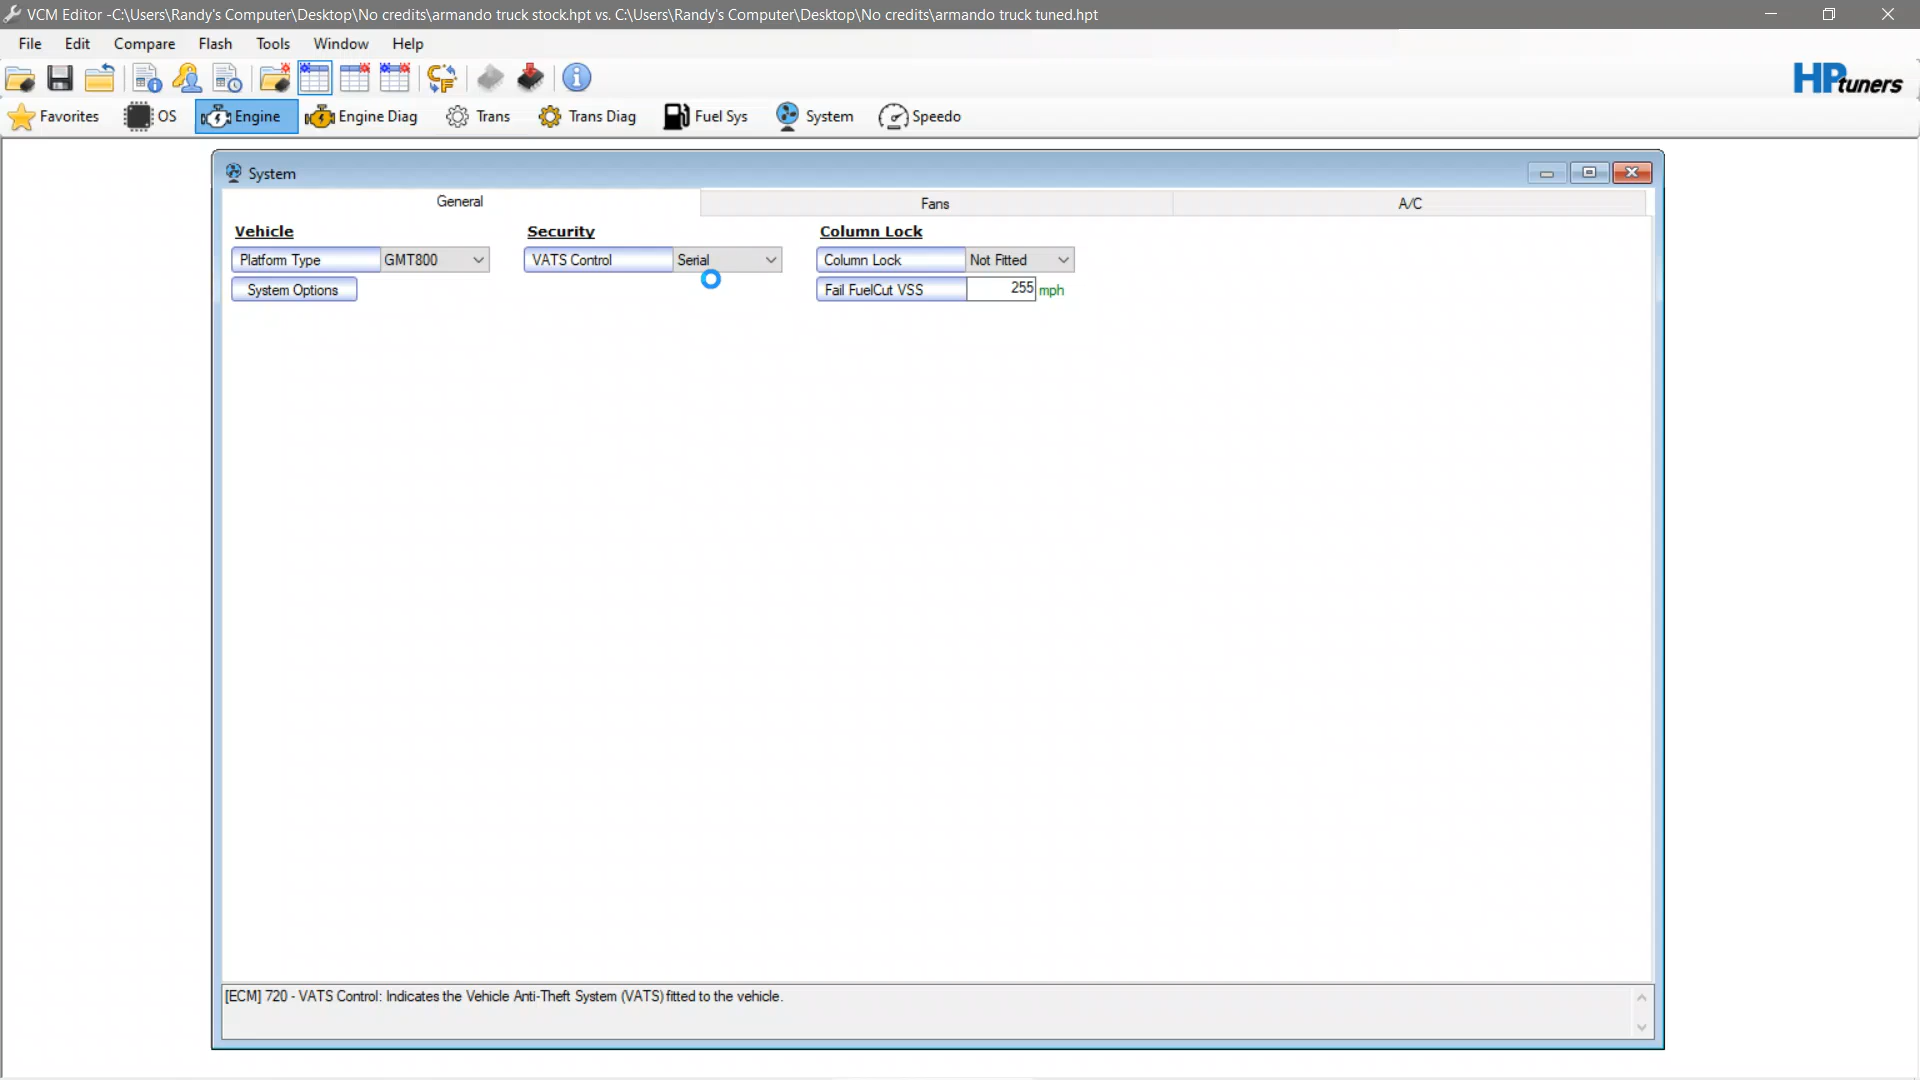 VCM Editor -C:\Users\Randy's Computer\Desktop\No credits\armando truck stock.hpt vs. C:\Users\Randy's Computer\Desktop\No credits\armando truck tuned.hpt
File Edit Compare Flash Tools Window Help
HPtuners
Favorites OS Engine Engine Diag Trans Trans Diag Fuel Sys System Speedo
System
General Fans A/C
Vehicle Security Column Lock
Platform Type GMT800 VATS Control Serial Column Lock Not Fitted
System Options Fail FuelCut VSS 255 mph
[ECM] 720 - VATS Control: Indicates the Vehicle Anti-Theft System (VATS) fitted to the vehicle.